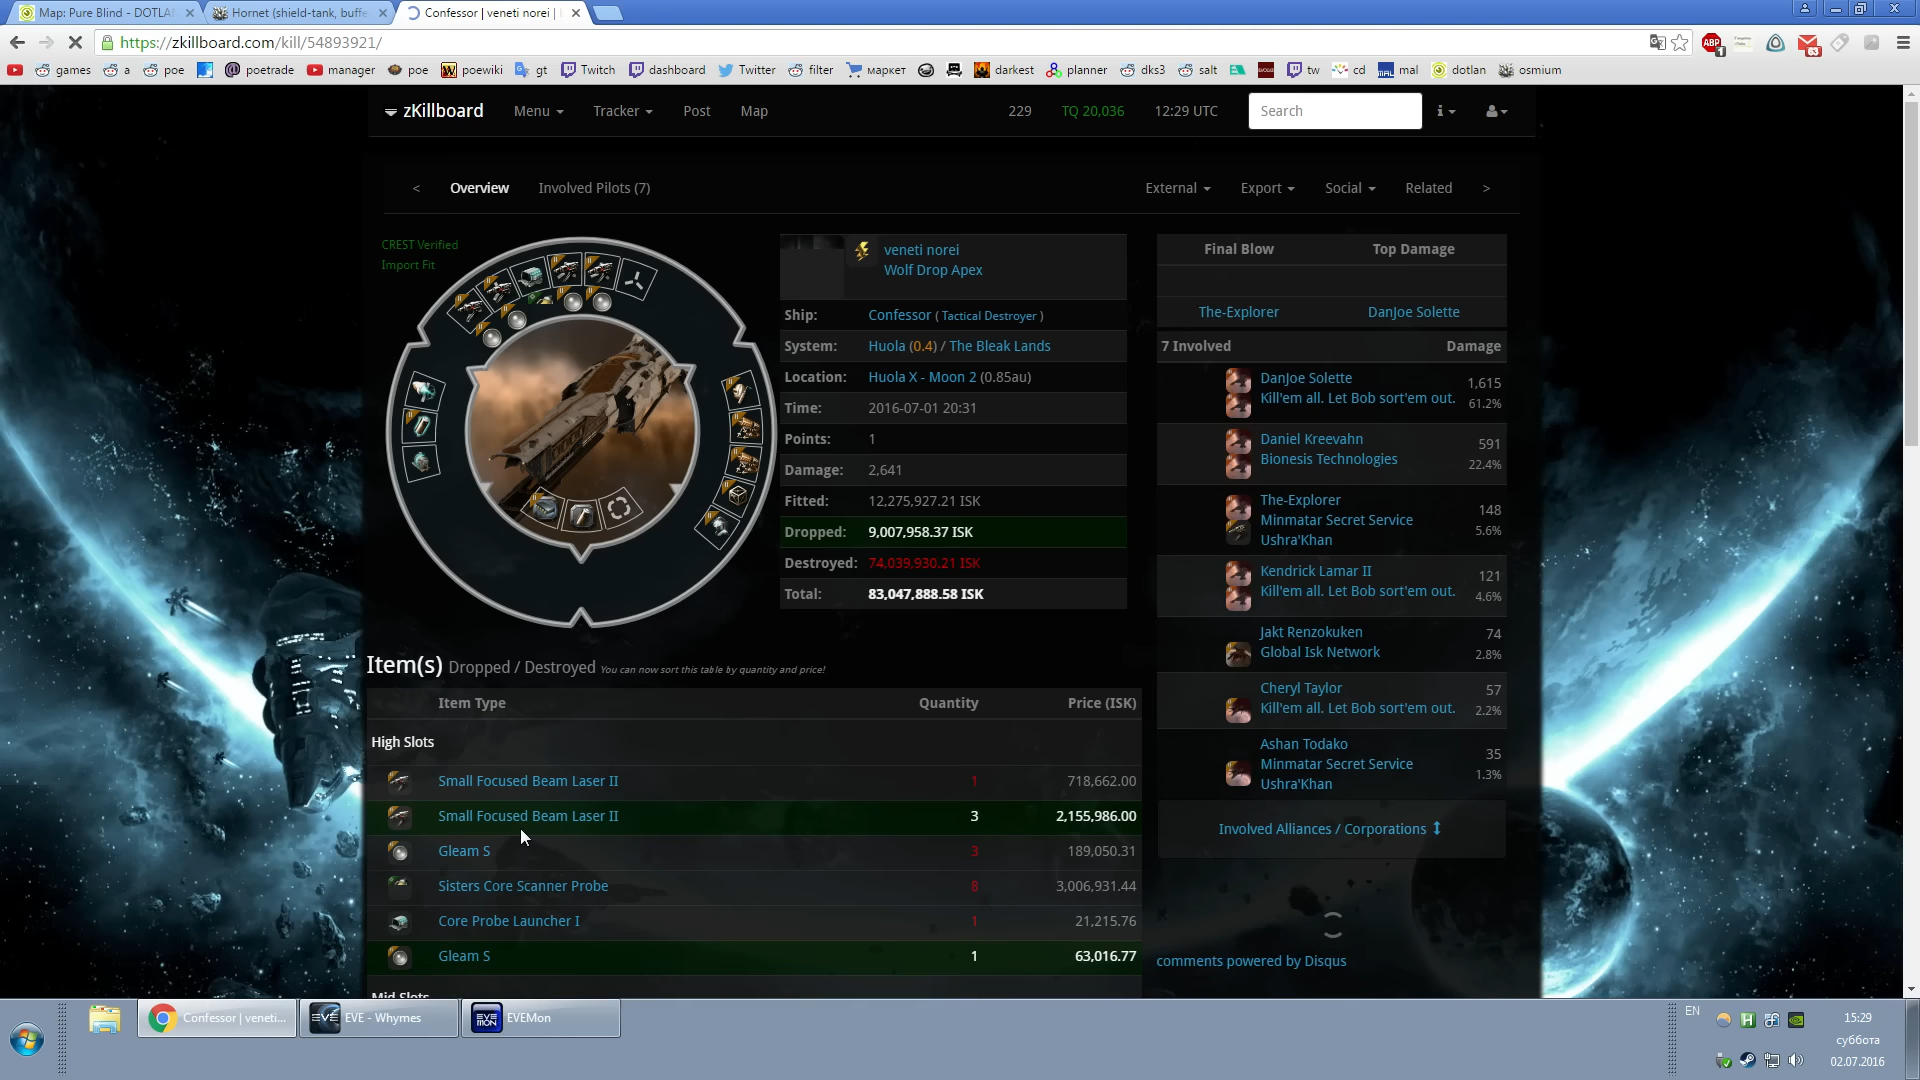 Map: Pure Blind - DOTLA
Hornet (shield-tank, buffe
Confessor | veneti norei |
https://zkillboard.com/kill/54893921/
ABP
1
63
games
a
poe
poetrade
manager
poe
poewiki
gt
Twitch
dashboard
Twitter
filter
маркет
darkest
planner
dks3
salt
tw
cd
mal
dotlan
osmium
zKillboard
Menu
Tracker
Post
Map
229
TQ 20,036
12:29 UTC
Search
<
Overview
Involved Pilots (7)
External
Export
Social
Related
>
CREST Verified
Import Fit
veneti norei
Wolf Drop Apex
Ship: Confessor ( Tactical Destroyer )
System: Huola (0.4) / The Bleak Lands
Location: Huola X - Moon 2 (0.85au)
Time: 2016-07-01 20:31
Points: 1
Damage: 2,641
Fitted: 12,275,927.21 ISK
Dropped: 9,007,958.37 ISK
Destroyed: 74,039,930.21 ISK
Total: 83,047,888.58 ISK
Final Blow Top Damage
The-Explorer DanJoe Solette
7 Involved Damage
DanJoe Solette 1,615
Kill'em all. Let Bob sort'em out. 61.2%
Daniel Kreevahn 591
Bionesis Technologies 22.4%
The-Explorer
Minmatar Secret Service 148
Ushra'Khan 5.6%
Kendrick Lamar II 121
Kill'em all. Let Bob sort'em out. 4.6%
Jakt Renzokuken 74
Global Isk Network 2.8%
Cheryl Taylor 57
Kill'em all. Let Bob sort'em out. 2.2%
Ashan Todako
Minmatar Secret Service 35
Ushra'Khan 1.3%
Involved Alliances / Corporations
comments powered by Disqus
Item(s) Dropped / Destroyed You can now sort this table by quantity and price!
Item Type Quantity Price (ISK)
High Slots
Small Focused Beam Laser II 1 718,662.00
Small Focused Beam Laser II 3 2,155,986.00
Gleam S 3 189,050.31
Sisters Core Scanner Probe 8 3,006,931.44
Core Probe Launcher I 1 21,215.76
Gleam S 1 63,016.77
Mid Slots
Confessor | veneti...
EVE - Whymes
EVEMon
EN
15:29
суббота
02.07.2016